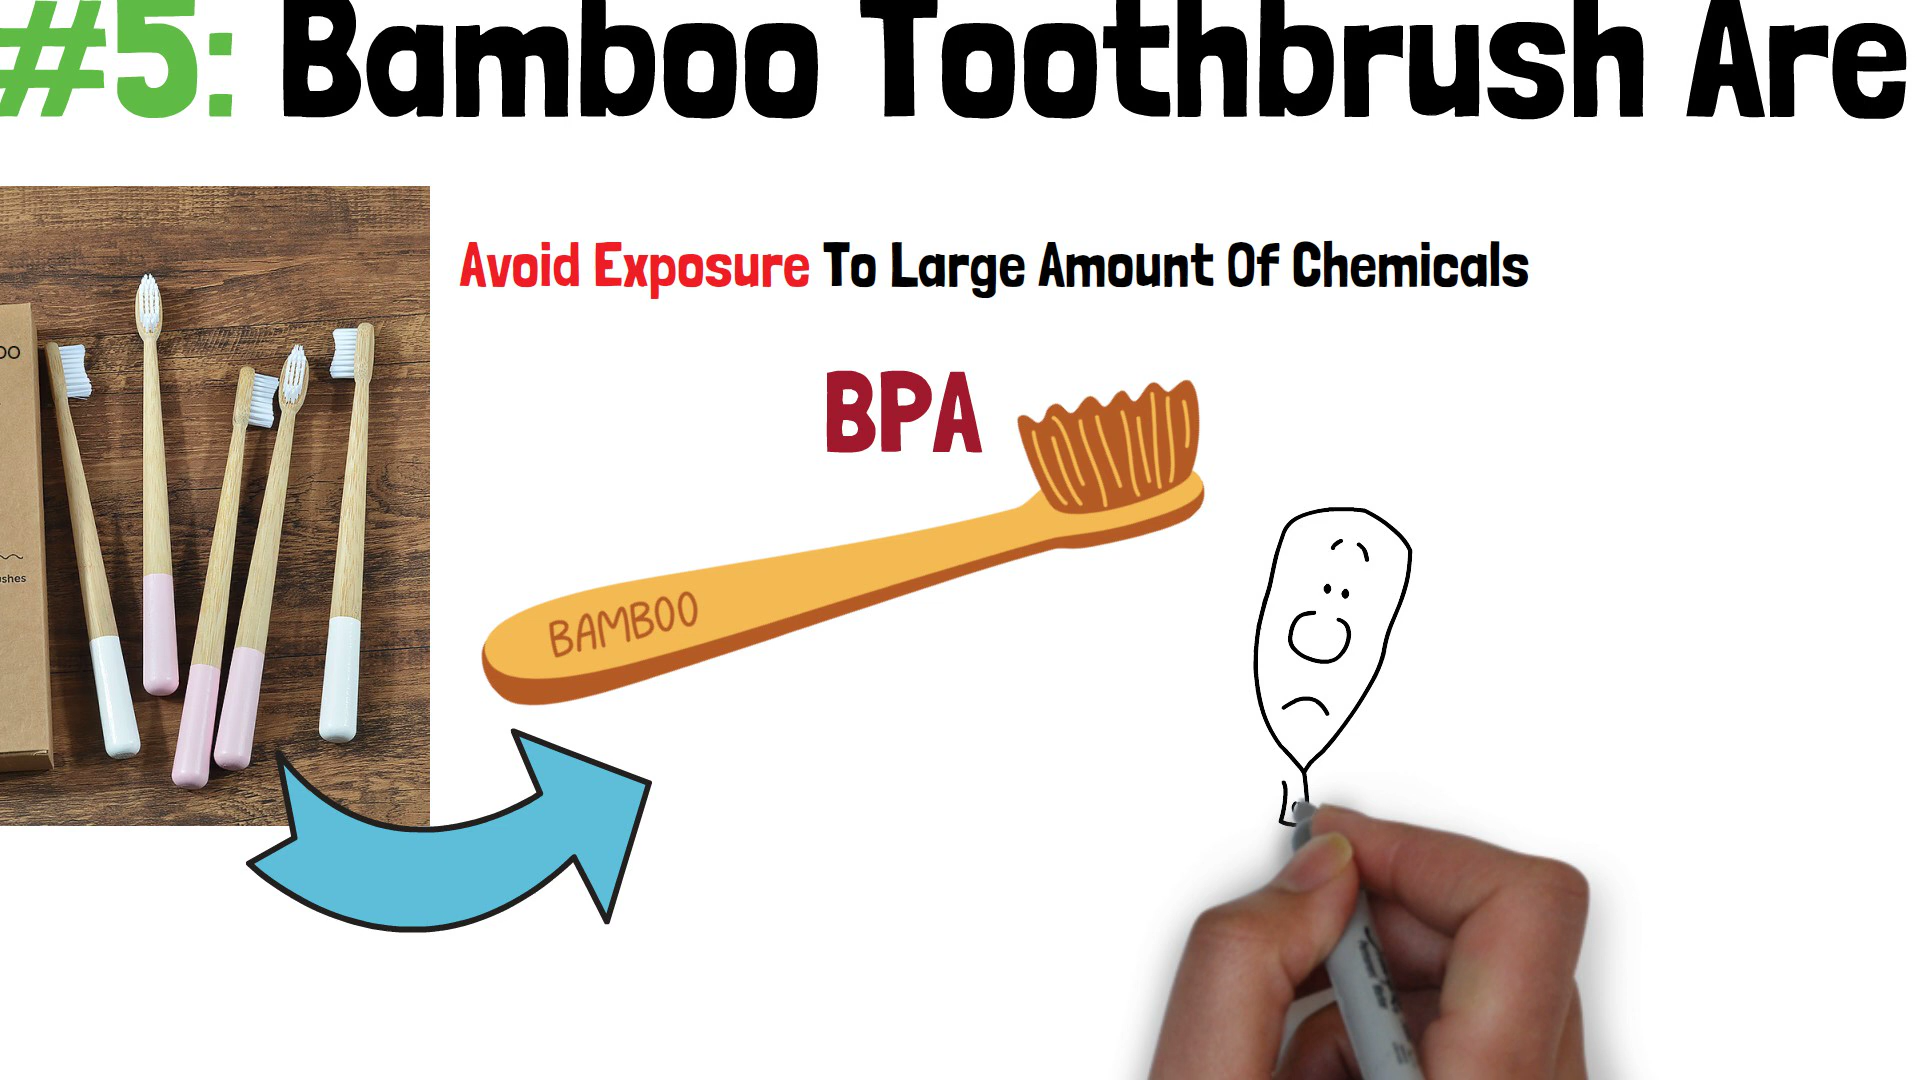 #5: Bamboo Toothbrush Are
Avoid Exposure To Large Amount Of Chemicals
BPA
BAMBOO